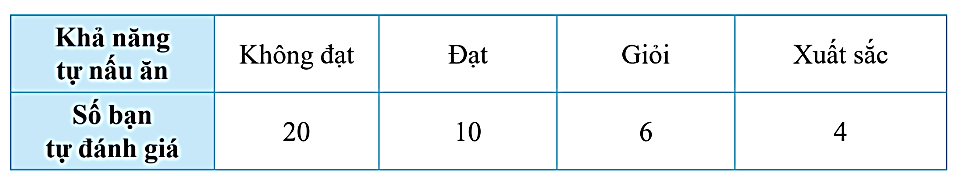 Khả năng
tự nấu ăn
Không đạt
Đạt
Giỏi
Xuất sắc
Số bạn
tự đánh giá
20
10
6
4